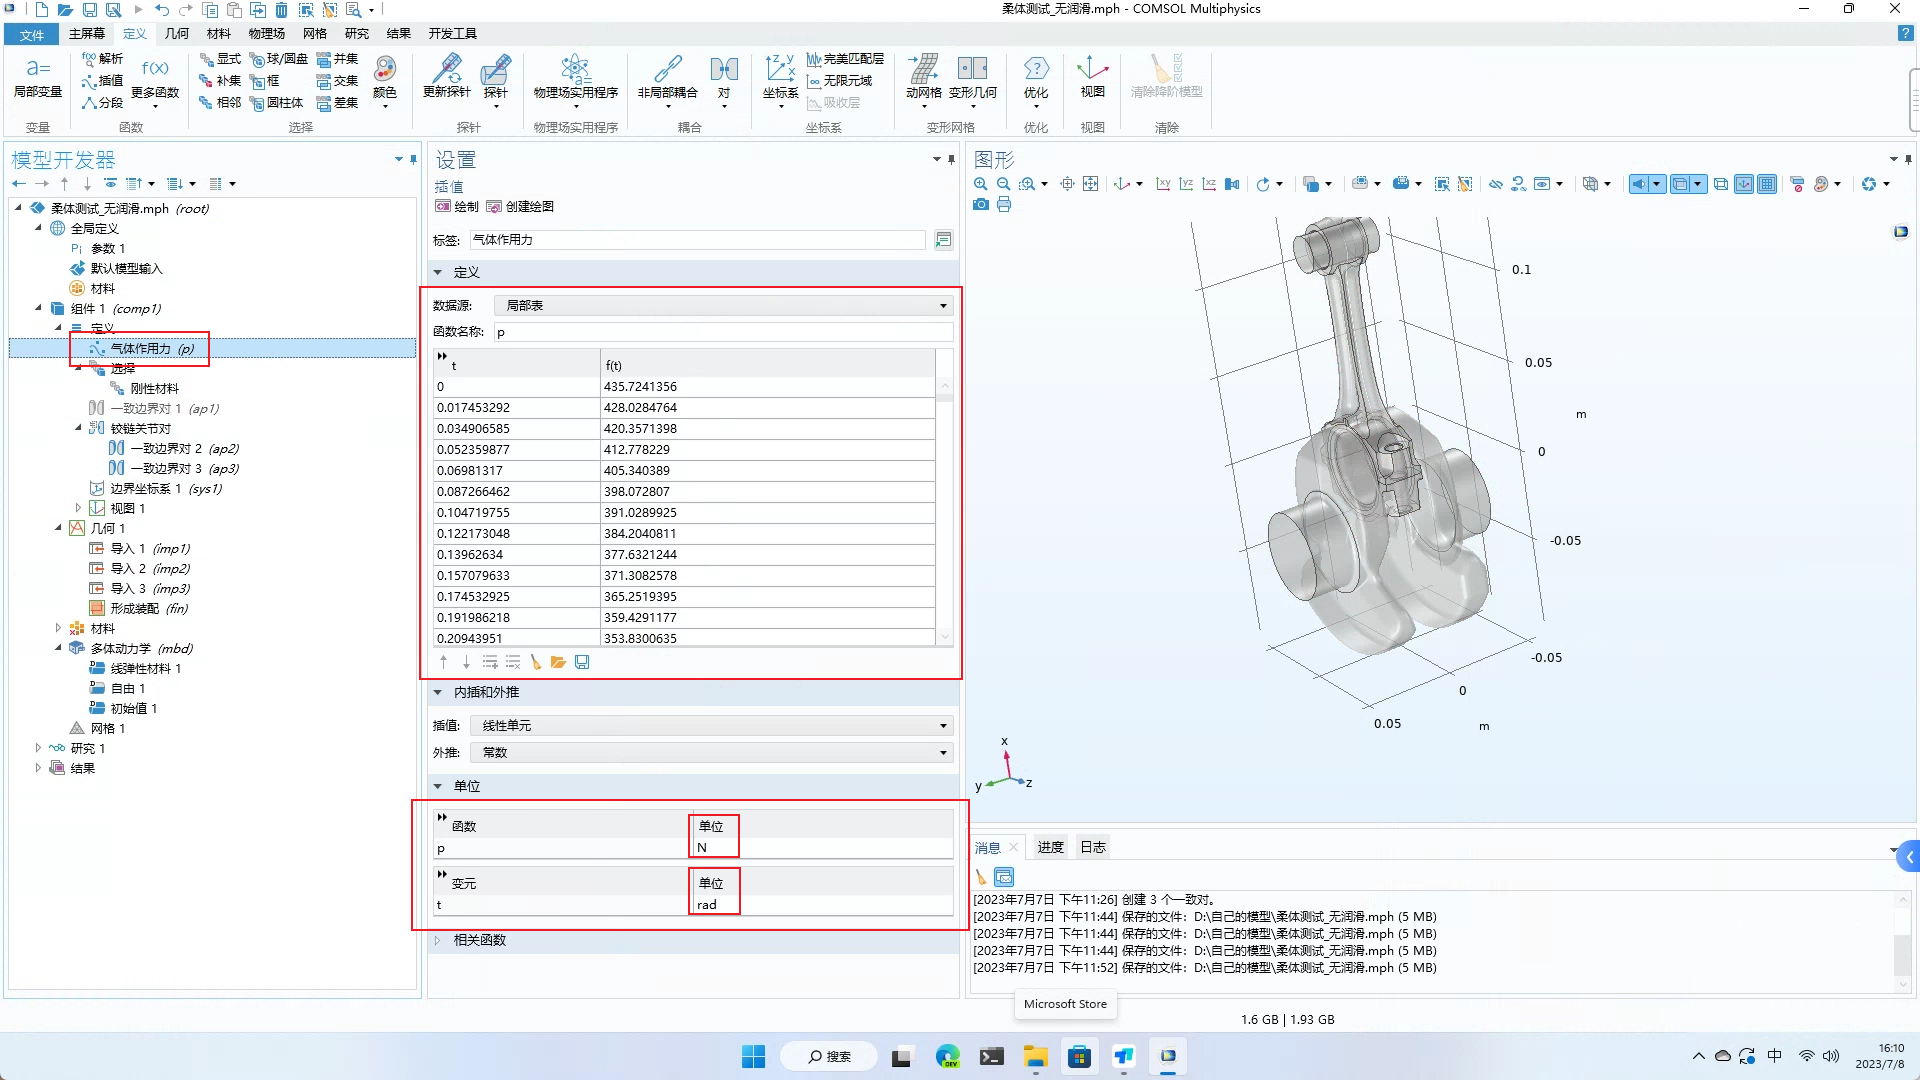 柔体测试_无润滑.mph - COMSOL Multiphysics
文件 主屏幕 定义 几何 材料 物理场 网格 研究 结果 开发工具
a=
局部变量
变量
f(x) 解析
插值
分段
f(x)
更多函数
函数
显式 球/圆盘 并集
补集 框 交集
相邻 圆柱体 差集
颜色
选择
更新探针 探针
探针
物理场实用程序
物理场实用程序
非局部耦合 对
耦合
坐标系
完美匹配层
无限元域
吸收层
坐标系
动网格 变形几何
变形网格
优化
优化
视图
视图
清除降阶模型
清除
模型开发器
柔体测试_无润滑.mph (root)
全局定义
Pi 参数 1
默认模型输入
材料
组件 1 (comp1)
定义
气体作用力 (p)
选择
刚性材料
一致边界对 1 (ap1)
铰链关节对
一致边界对 2 (ap2)
一致边界对 3 (ap3)
边界坐标系 1 (sys1)
视图 1
几何 1
导入 1 (imp1)
导入 2 (imp2)
导入 3 (imp3)
形成装配 (fin)
材料
多体动力学 (mbd)
线弹性材料 1
自由 1
初始值 1
网格 1
研究 1
结果
设置
插值
绘制 创建绘图
标签: 气体作用力
定义
数据源: 局部表
函数名称: p
t f(t)
0 435.7241356
0.017453292 428.0284764
0.034906585 420.3571398
0.052359877 412.778229
0.06981317 405.340389
0.087266462 398.072807
0.104719755 391.0289925
0.122173048 384.2040811
0.13962634 377.6321244
0.157079633 371.3082578
0.174532925 365.2519395
0.191986218 359.4291177
0.20943951 353.8300635
内插和外推
插值: 线性单元
外推: 常数
单位
函数 单位
p N
变元 单位
t rad
相关函数
图形
xy yz xz
0.1
0.05
m
0
-0.05
-0.05
0
0.05
m
x
y z
消息 进度 日志
[2023年7月7日 下午11:26] 创建 3 个一致对。
[2023年7月7日 下午11:44] 保存的文件: D:\自己的模型\柔体测试_无润滑.mph (5 MB)
[2023年7月7日 下午11:44] 保存的文件: D:\自己的模型\柔体测试_无润滑.mph (5 MB)
[2023年7月7日 下午11:44] 保存的文件: D:\自己的模型\柔体测试_无润滑.mph (5 MB)
[2023年7月7日 下午11:52] 保存的文件: D:\自己的模型\柔体测试_无润滑.mph (5 MB)
Microsoft Store
1.6 GB | 1.93 GB
搜索
DEV
中
16:10
2023/7/8